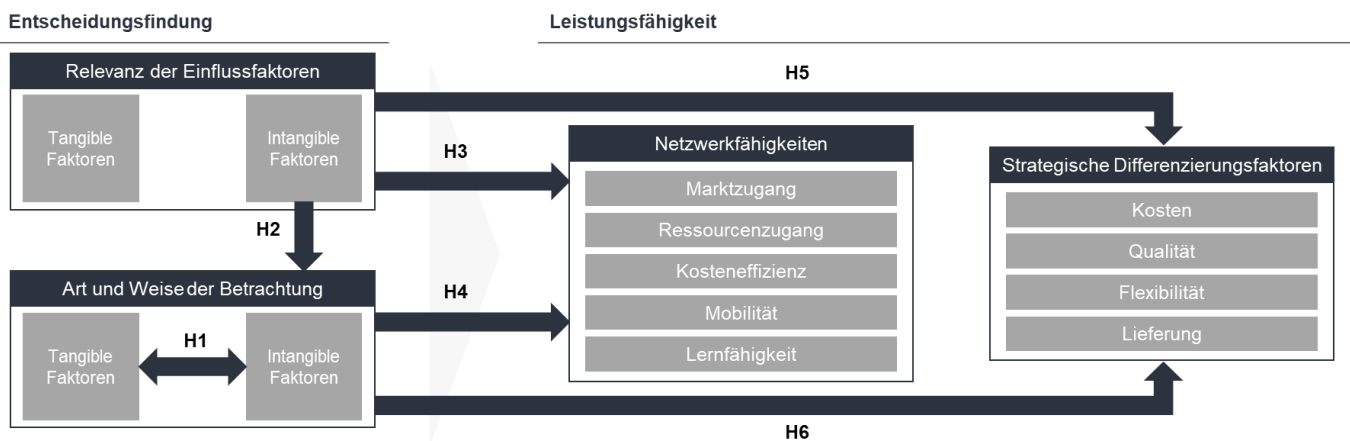 Entscheidungsfindung
Leistungsfähigkeit
Relevanz der Einflussfaktoren
Tangible
Faktoren
Intangible
Faktoren
H2
Art und Weise der Betrachtung
Tangible
Faktoren
H1
Intangible
Faktoren
H3
H4
H5
H6
Netzwerkfähigkeiten
Marktzugang
Ressourcenzugang
Kosteneffizienz
Mobilität
Lernfähigkeit
Strategische Differenzierungsfaktoren
Kosten
Qualität
Flexibilität
Lieferung